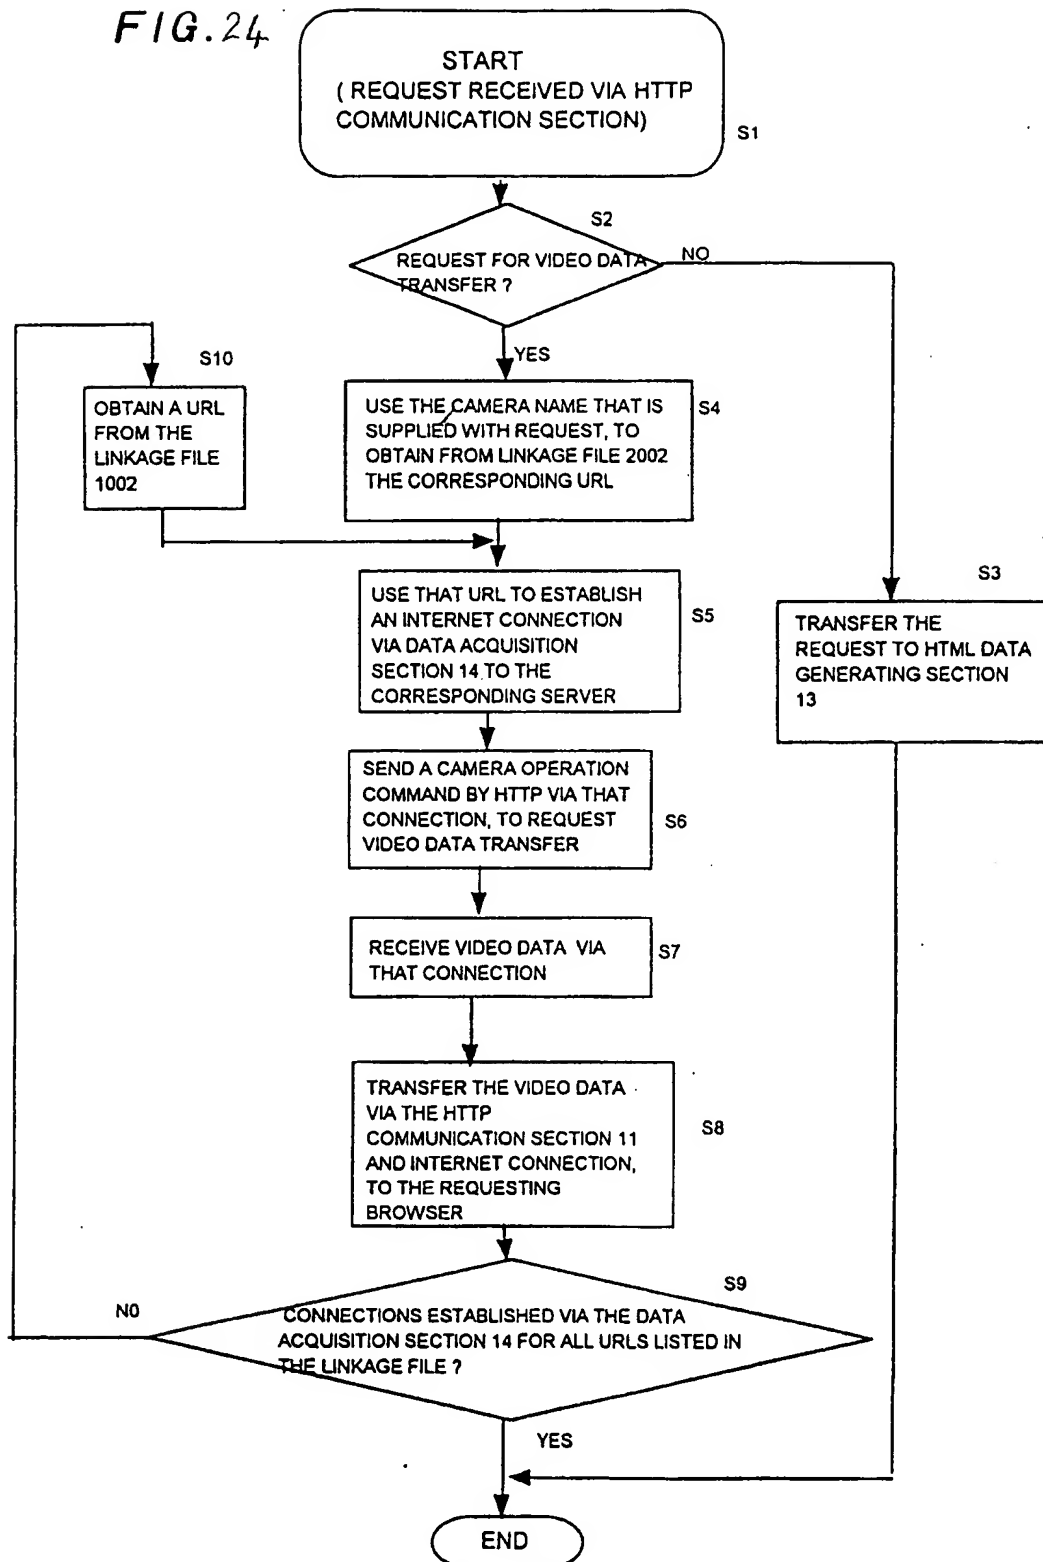 FIG.24
START
( REQUEST RECEIVED VIA HTTP
COMMUNICATION SECTION)
S1
S2
REQUEST FOR VIDEO DATA
TRANSFER ?
NO
YES
S10
OBTAIN A URL
FROM THE
LINKAGE FILE
1002
USE THE CAMERA NAME THAT IS
SUPPLIED WITH REQUEST, TO
OBTAIN FROM LINKAGE FILE 2002
THE CORRESPONDING URL
S4
USE THAT URL TO ESTABLISH
AN INTERNET CONNECTION
VIA DATA ACQUISITION
SECTION 14 TO THE
CORRESPONDING SERVER
S5
S3
TRANSFER THE
REQUEST TO HTML DATA
GENERATING SECTION
13
SEND A CAMERA OPERATION
COMMAND BY HTTP VIA THAT
CONNECTION, TO REQUEST
VIDEO DATA TRANSFER
S6
RECEIVE VIDEO DATA VIA
THAT CONNECTION
S7
TRANSFER THE VIDEO DATA
VIA THE HTTP
COMMUNICATION SECTION 11
AND INTERNET CONNECTION,
TO THE REQUESTING
BROWSER
S8
S9
N0
CONNECTIONS ESTABLISHED VIA THE DATA
ACQUISITION SECTION 14 FOR ALL URLS LISTED IN
THE LINKAGE FILE ?
YES
END